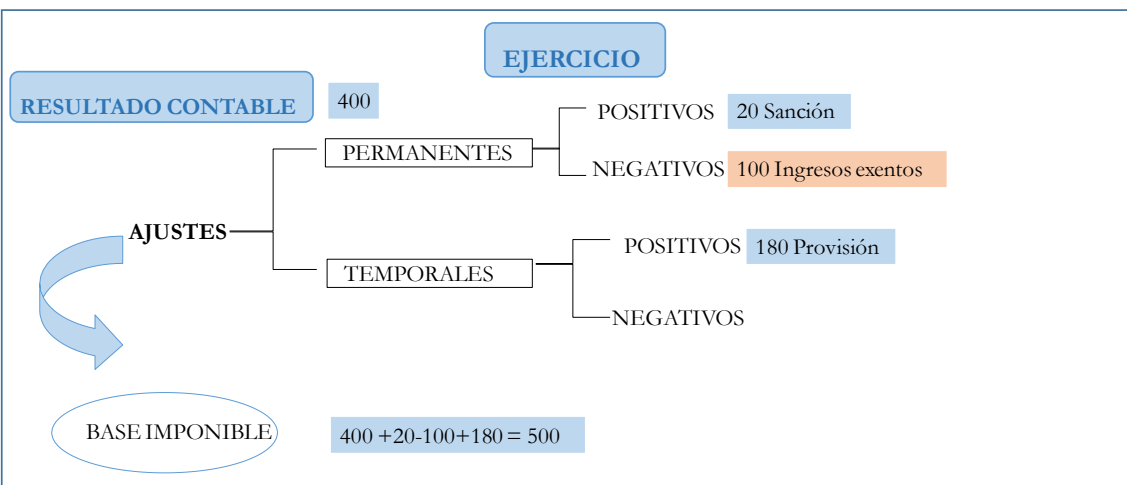 EJERCICIO
RESULTADO CONTABLE 400
POSITIVOS 20 Sanción
PERMANENTES
NEGATIVOS 100 Ingresos exentos
AJUSTES
POSITIVOS 180 Provisión
TEMPORALES
NEGATIVOS
BASE IMPONIBLE 400 +20-100+180 = 500